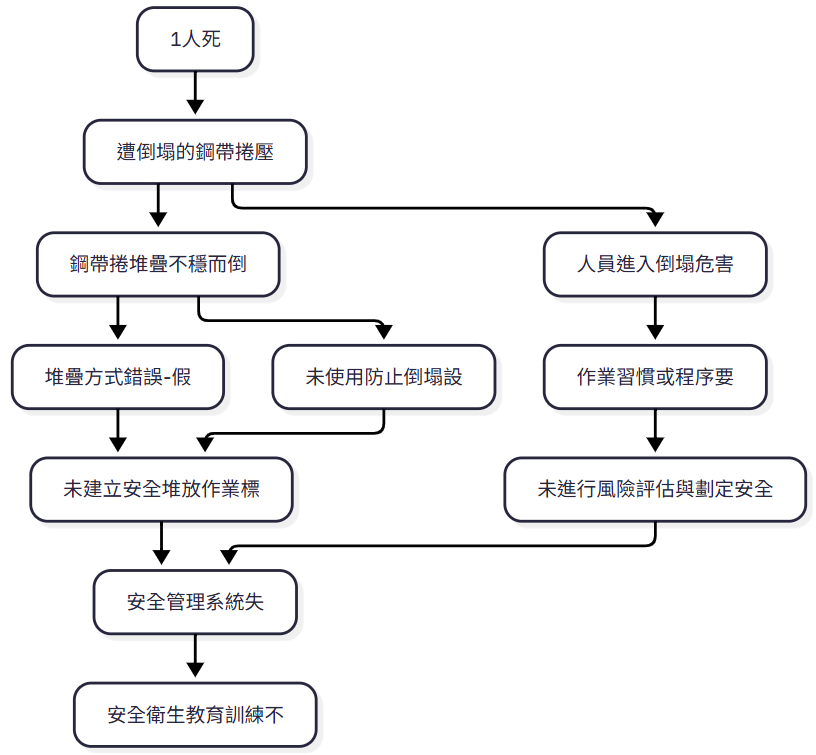 1人死
遭倒塌的鋼帶捲壓
鋼帶捲堆疊不穩而倒
人員進入倒塌危害
堆疊方式錯誤-假
未使用防止倒塌設
作業習慣或程序要
未建立安全堆放作業標
未進行風險評估與劃定安全
安全管理系統失
安全衛生教育訓練不